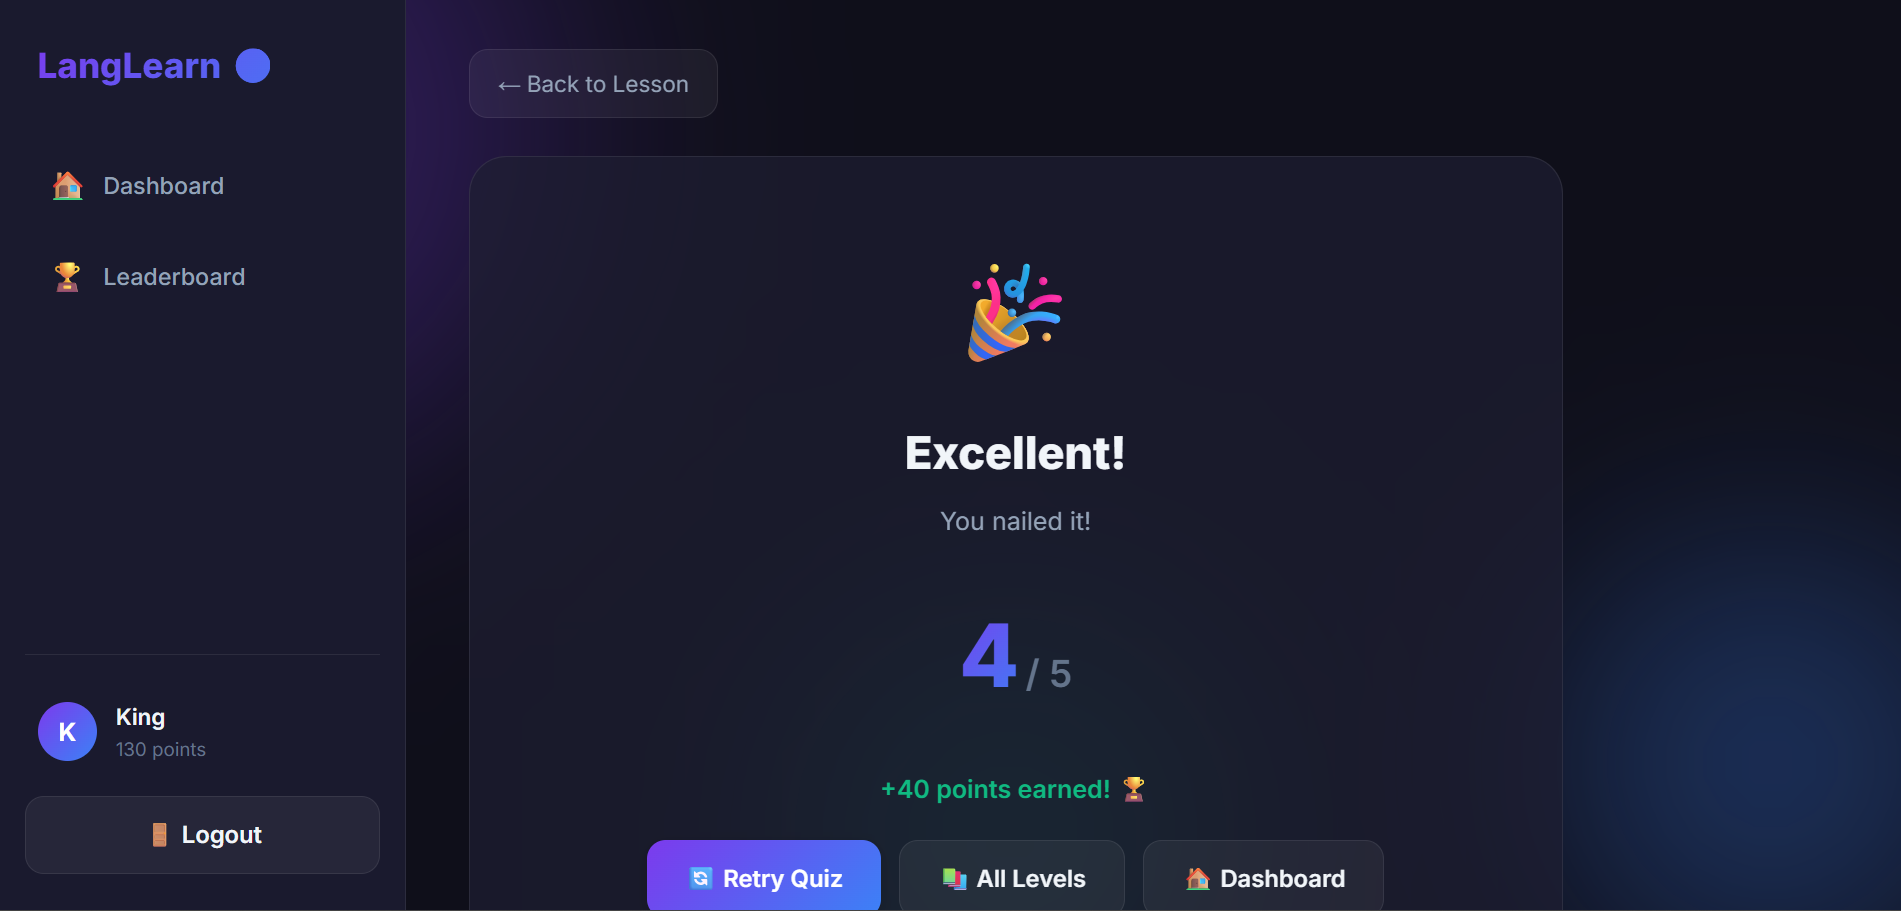 LangLearn
Dashboard
Leaderboard
K
King
130 points
Logout
← Back to Lesson
Excellent!
You nailed it!
4 / 5
+40 points earned!
Retry Quiz
All Levels
Dashboard